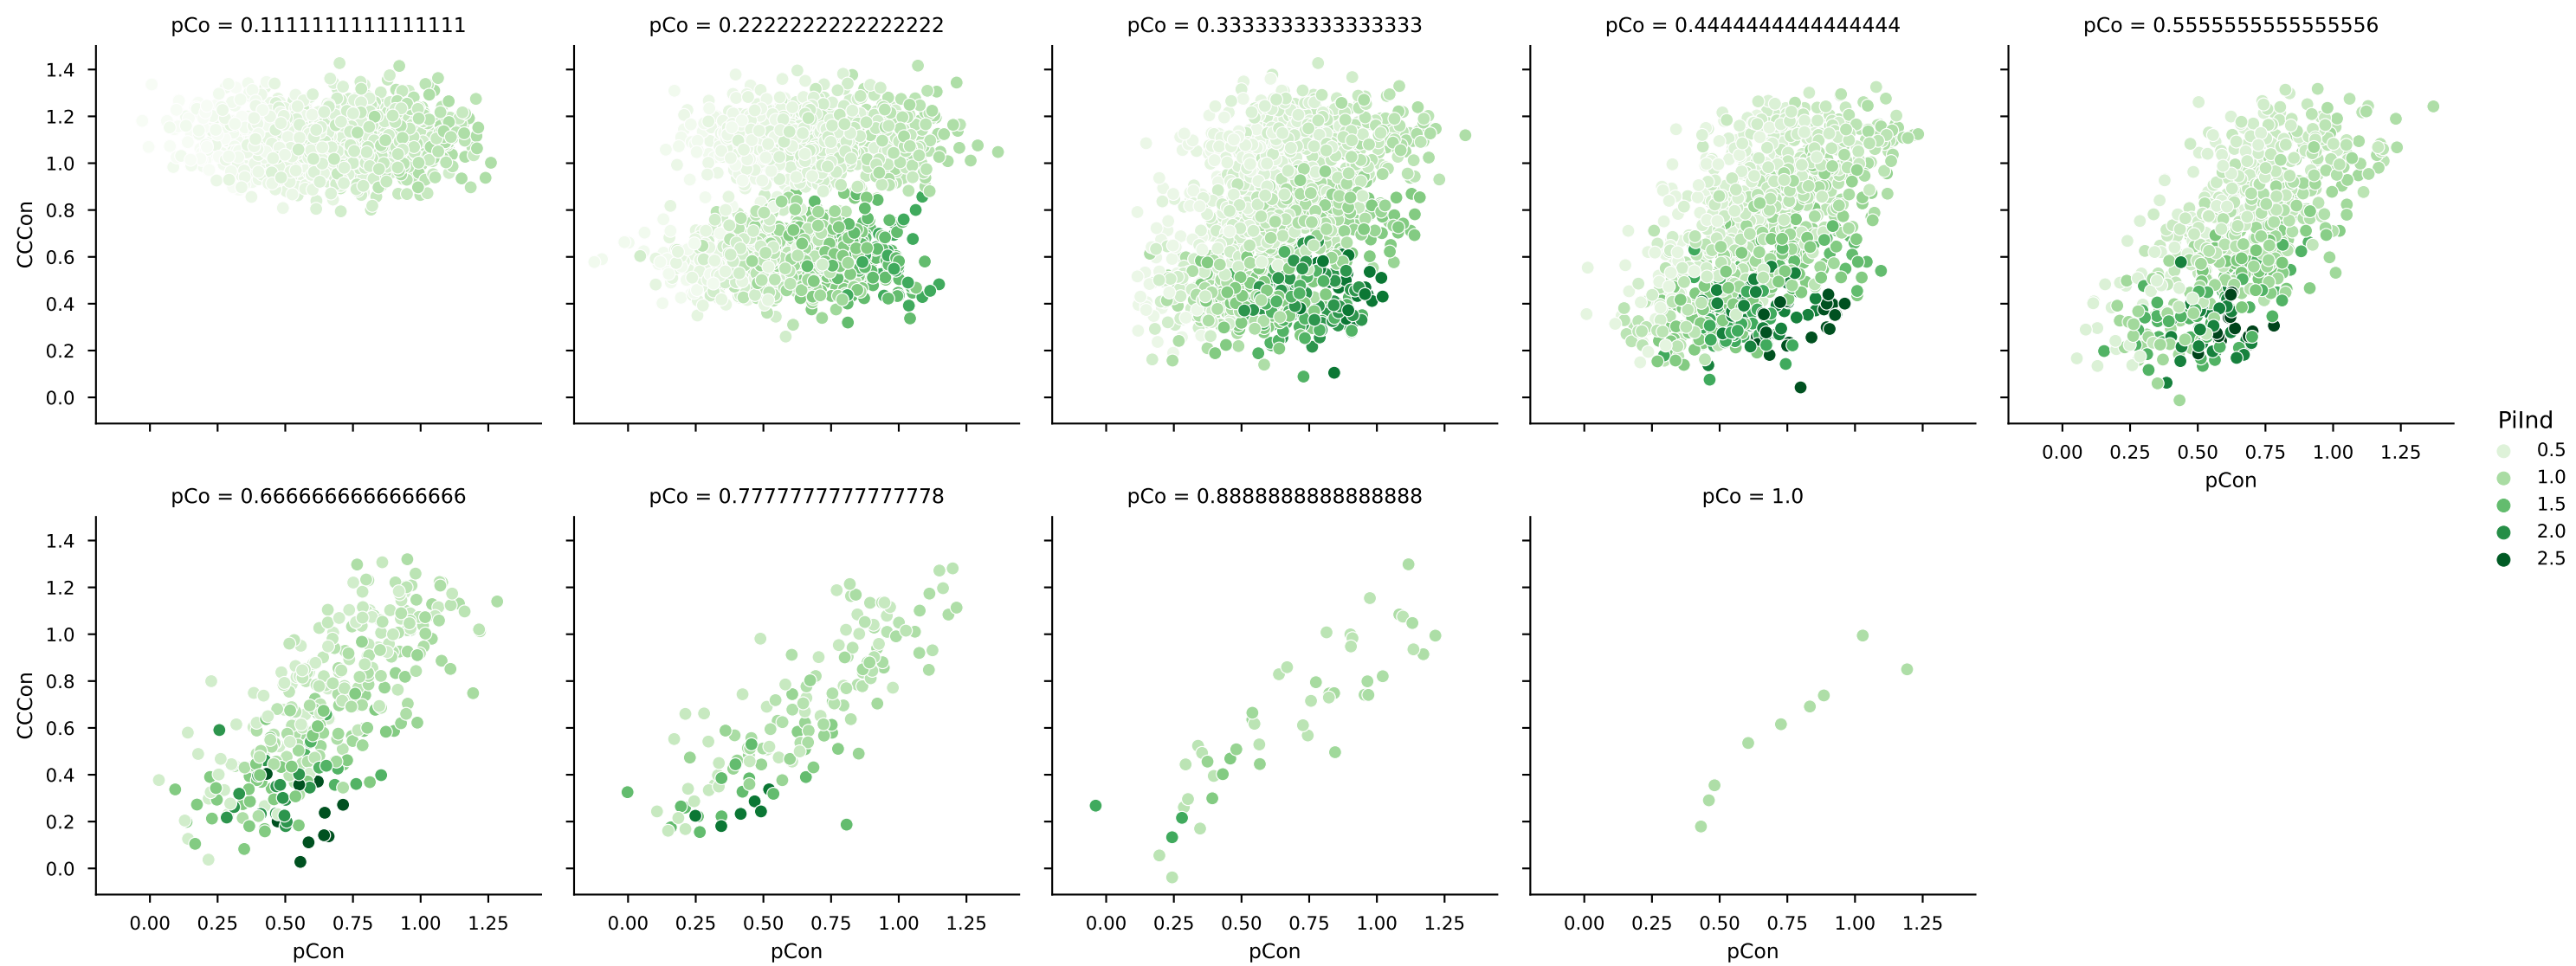 pCo = 0.1111111111111111
pCo = 0.2222222222222222
pCo = 0.3333333333333333
pCo = 0.4444444444444444
pCo = 0.5555555555555556
1.4
1.2
1.0
0.8
0.6
0.4
0.2
0.0
CCCon
0.00 0.25 0.50 0.75 1.00 1.25
pCon
PiInd
0.5
1.0
1.5
2.0
2.5
pCo = 0.6666666666666666
pCo = 0.7777777777777778
pCo = 0.8888888888888888
pCo = 1.0
1.4
1.2
1.0
0.8
0.6
0.4
0.2
0.0
CCCon
0.00 0.25 0.50 0.75 1.00 1.25
pCon
0.00 0.25 0.50 0.75 1.00 1.25
pCon
0.00 0.25 0.50 0.75 1.00 1.25
pCon
0.00 0.25 0.50 0.75 1.00 1.25
pCon